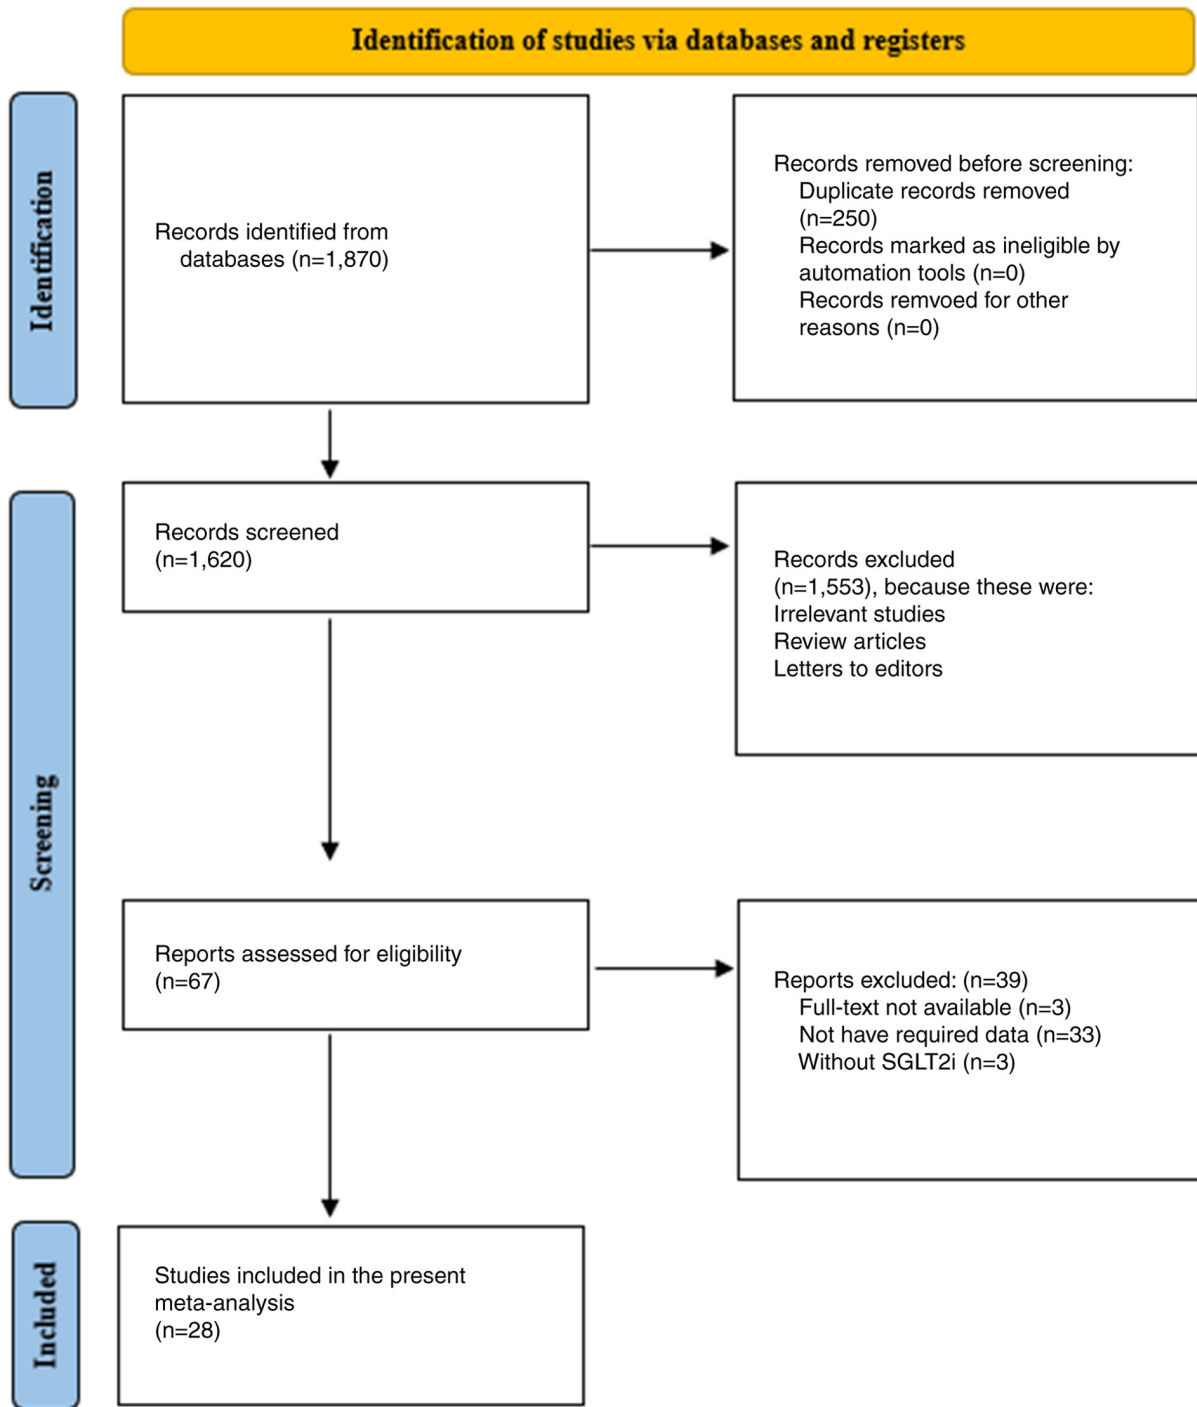 Identification of studies via databases and registers
Identification
Records identified from
databases (n=1,870)
Records removed before screening:
Duplicate records removed
(n=250)
Records marked as ineligible by
automation tools (n=0)
Records remvoed for other
reasons (n=0)
Screening
Records screened
(n=1,620)
Records excluded
(n=1,553), because these were:
Irrelevant studies
Review articles
Letters to editors
Reports assessed for eligibility
(n=67)
Reports excluded: (n=39)
Full-text not available (n=3)
Not have required data (n=33)
Without SGLT2i (n=3)
Included
Studies included in the present
meta-analysis
(n=28)